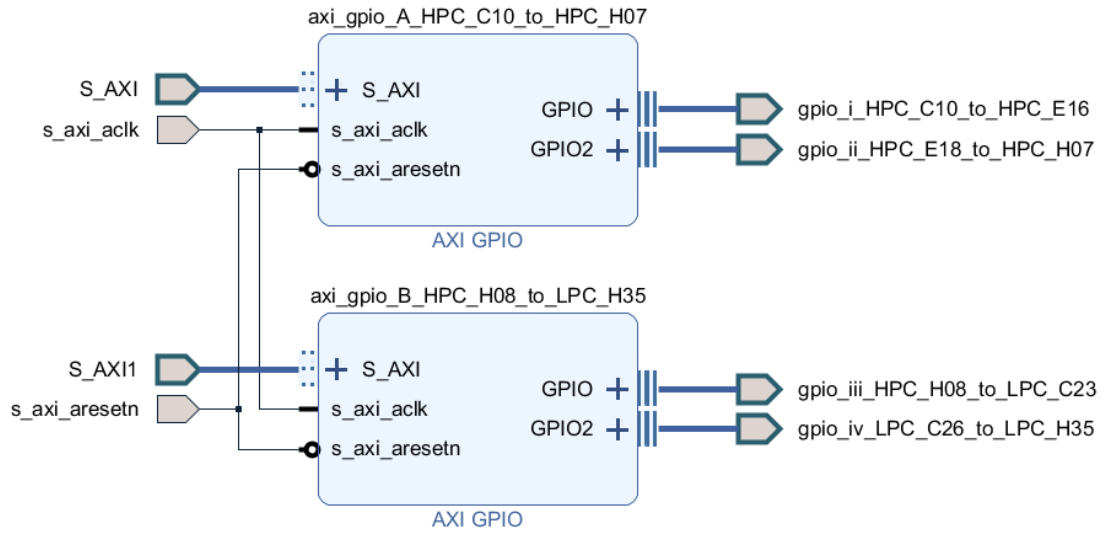 axi_gpio_A_HPC_C10_to_HPC_H07
S_AXI
s_axi_aclk
S_AXI
s_axi_aclk
s_axi_aresetn
GPIO
GPIO2
gpio_i_HPC_C10_to_HPC_E16
gpio_ii_HPC_E18_to_HPC_H07
AXI GPIO
axi_gpio_B_HPC_H08_to_LPC_H35
S_AXI1
s_axi_aresetn
S_AXI
s_axi_aclk
s_axi_aresetn
GPIO
GPIO2
gpio_iii_HPC_H08_to_LPC_C23
gpio_iv_LPC_C26_to_LPC_H35
AXI GPIO